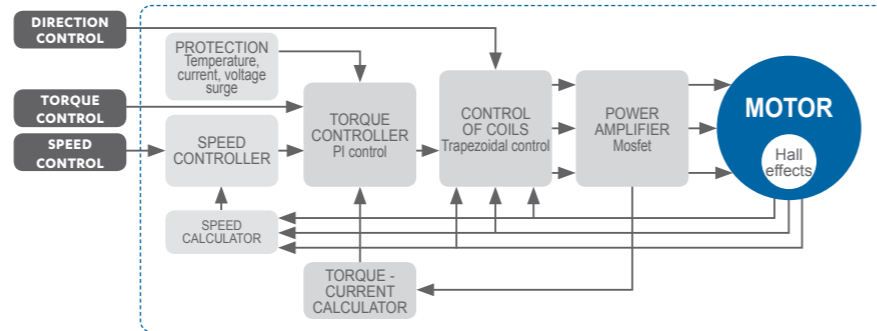 DIRECTION
CONTROL
PROTECTION
Temperature,
current, voltage
surge
TORQUE
CONTROL
SPEED
CONTROL
SPEED
CONTROLLER
TORQUE
CONTROLLER
PI control
CONTROL
OF COILS
Trapezoidal control
POWER
AMPLIFIER
Mosfet
MOTOR
Hall
effects
SPEED
CALCULATOR
TORQUE -
CURRENT
CALCULATOR